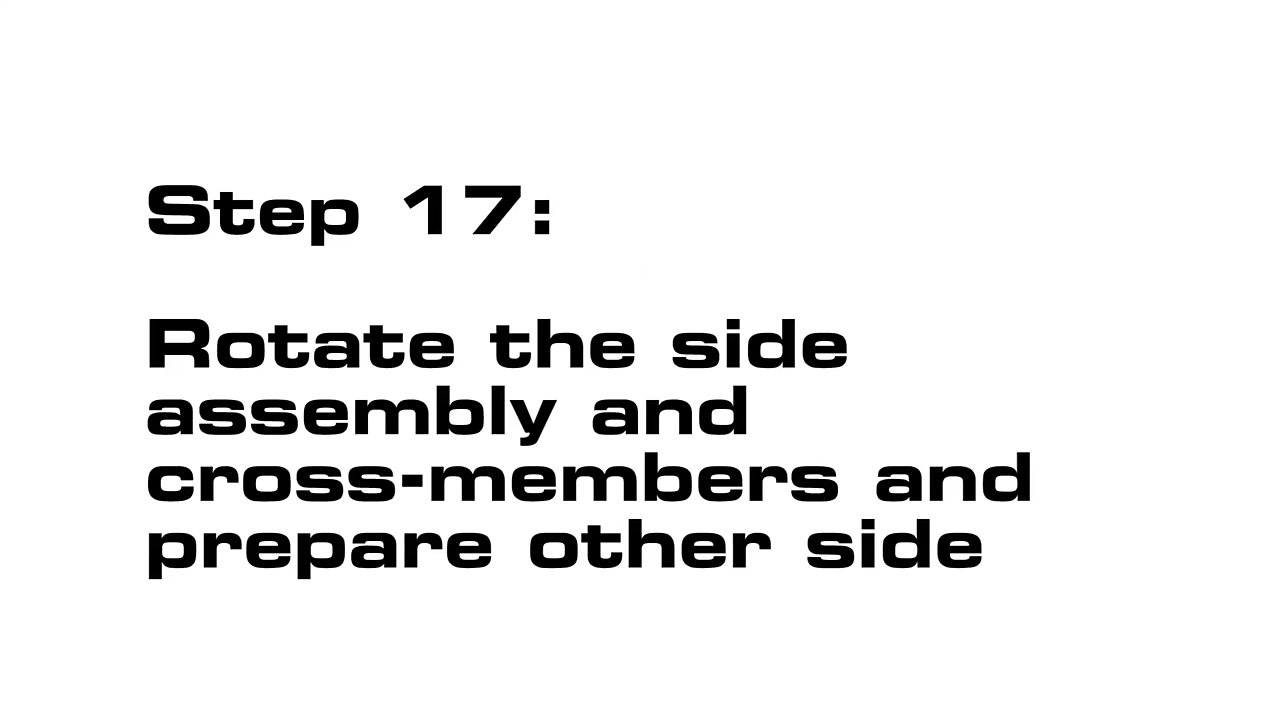 Step 17:
Rotate the side
assembly and
cross-members and
prepare other side